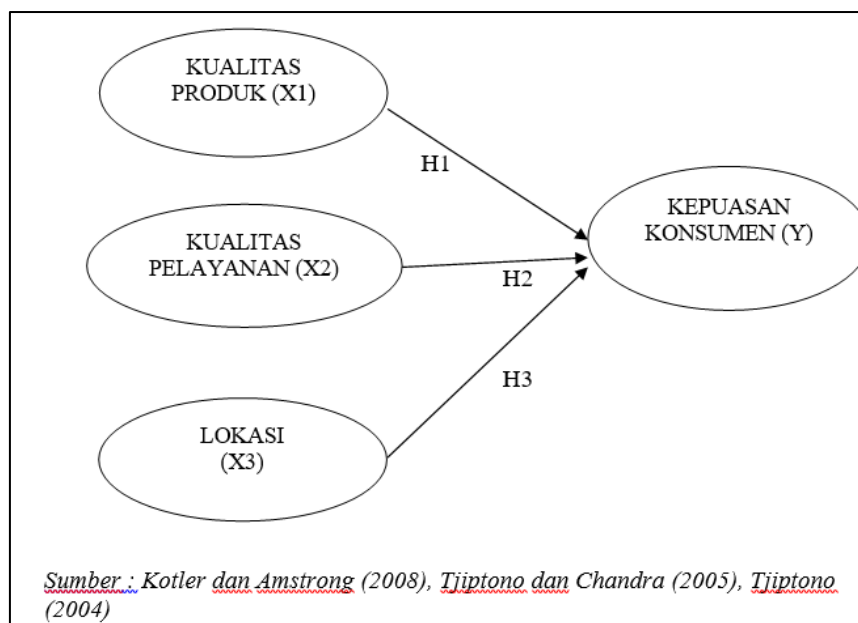 KUALITAS
PRODUK (X1)
H1
KEPUASAN
KONSUMEN (Y)
KUALITAS
PELAYANAN (X2)
H2
H3
LOKASI
(X3)
Sumber : Kotler dan Amstrong (2008), Tjiptono dan Chandra (2005), Tjiptono
(2004)